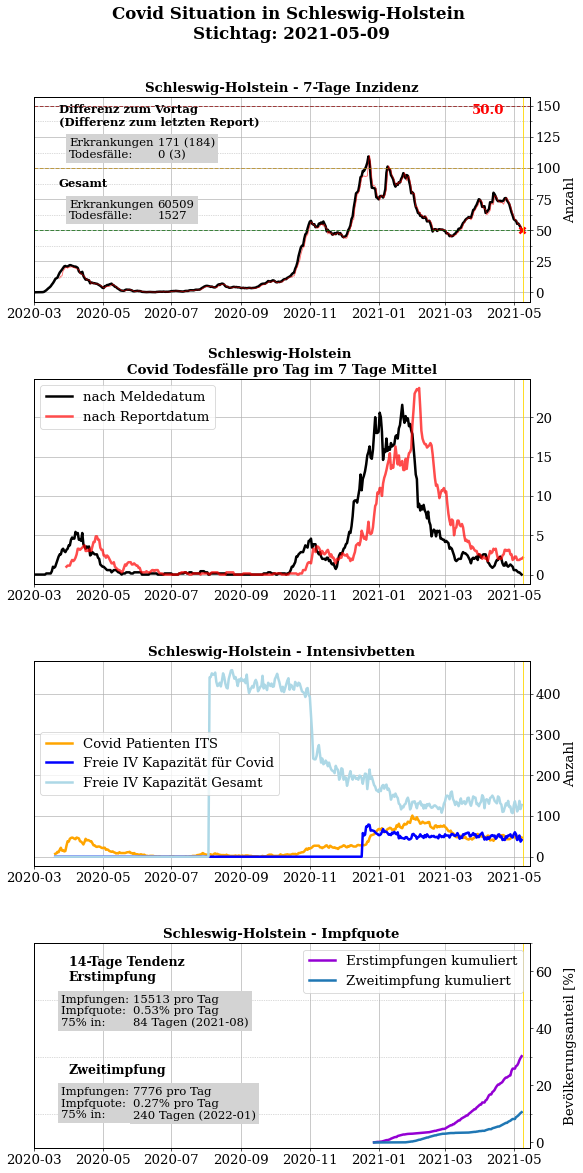 Covid Situation in Schleswig-Holstein
Stichtag: 2021-05-09
Schleswig-Holstein - 7-Tage Inzidenz
Differenz zum Vortag
(Differenz zum letzten Report)
Erkrankungen 171 (184)
Todesfälle: 0 (3)
Gesamt
Erkrankungen 60509
Todesfälle: 1527
50.0
150
125
100
75
50
25
0
Anzahl
2020-03 2020-05 2020-07 2020-09 2020-11 2021-01 2021-03 2021-05
Schleswig-Holstein
Covid Todesfälle pro Tag im 7 Tage Mittel
nach Meldedatum
nach Reportdatum
20
15
10
5
0
2020-03 2020-05 2020-07 2020-09 2020-11 2021-01 2021-03 2021-05
Schleswig-Holstein - Intensivbetten
Covid Patienten ITS
Freie IV Kapazität für Covid
Freie IV Kapazität Gesamt
400
300
200
100
0
Anzahl
2020-03 2020-05 2020-07 2020-09 2020-11 2021-01 2021-03 2021-05
Schleswig-Holstein - Impfquote
14-Tage Tendenz
Erstimpfung
Impfungen: 15513 pro Tag
Impfquote: 0.53% pro Tag
75% in: 84 Tagen (2021-08)
Zweitimpfung
Impfungen: 7776 pro Tag
Impfquote: 0.27% pro Tag
75% in: 240 Tagen (2022-01)
Erstimpfungen kumuliert
Zweitimpfung kumuliert
60
40
20
0
Bevölkerungsanteil [%]
2020-03 2020-05 2020-07 2020-09 2020-11 2021-01 2021-03 2021-05